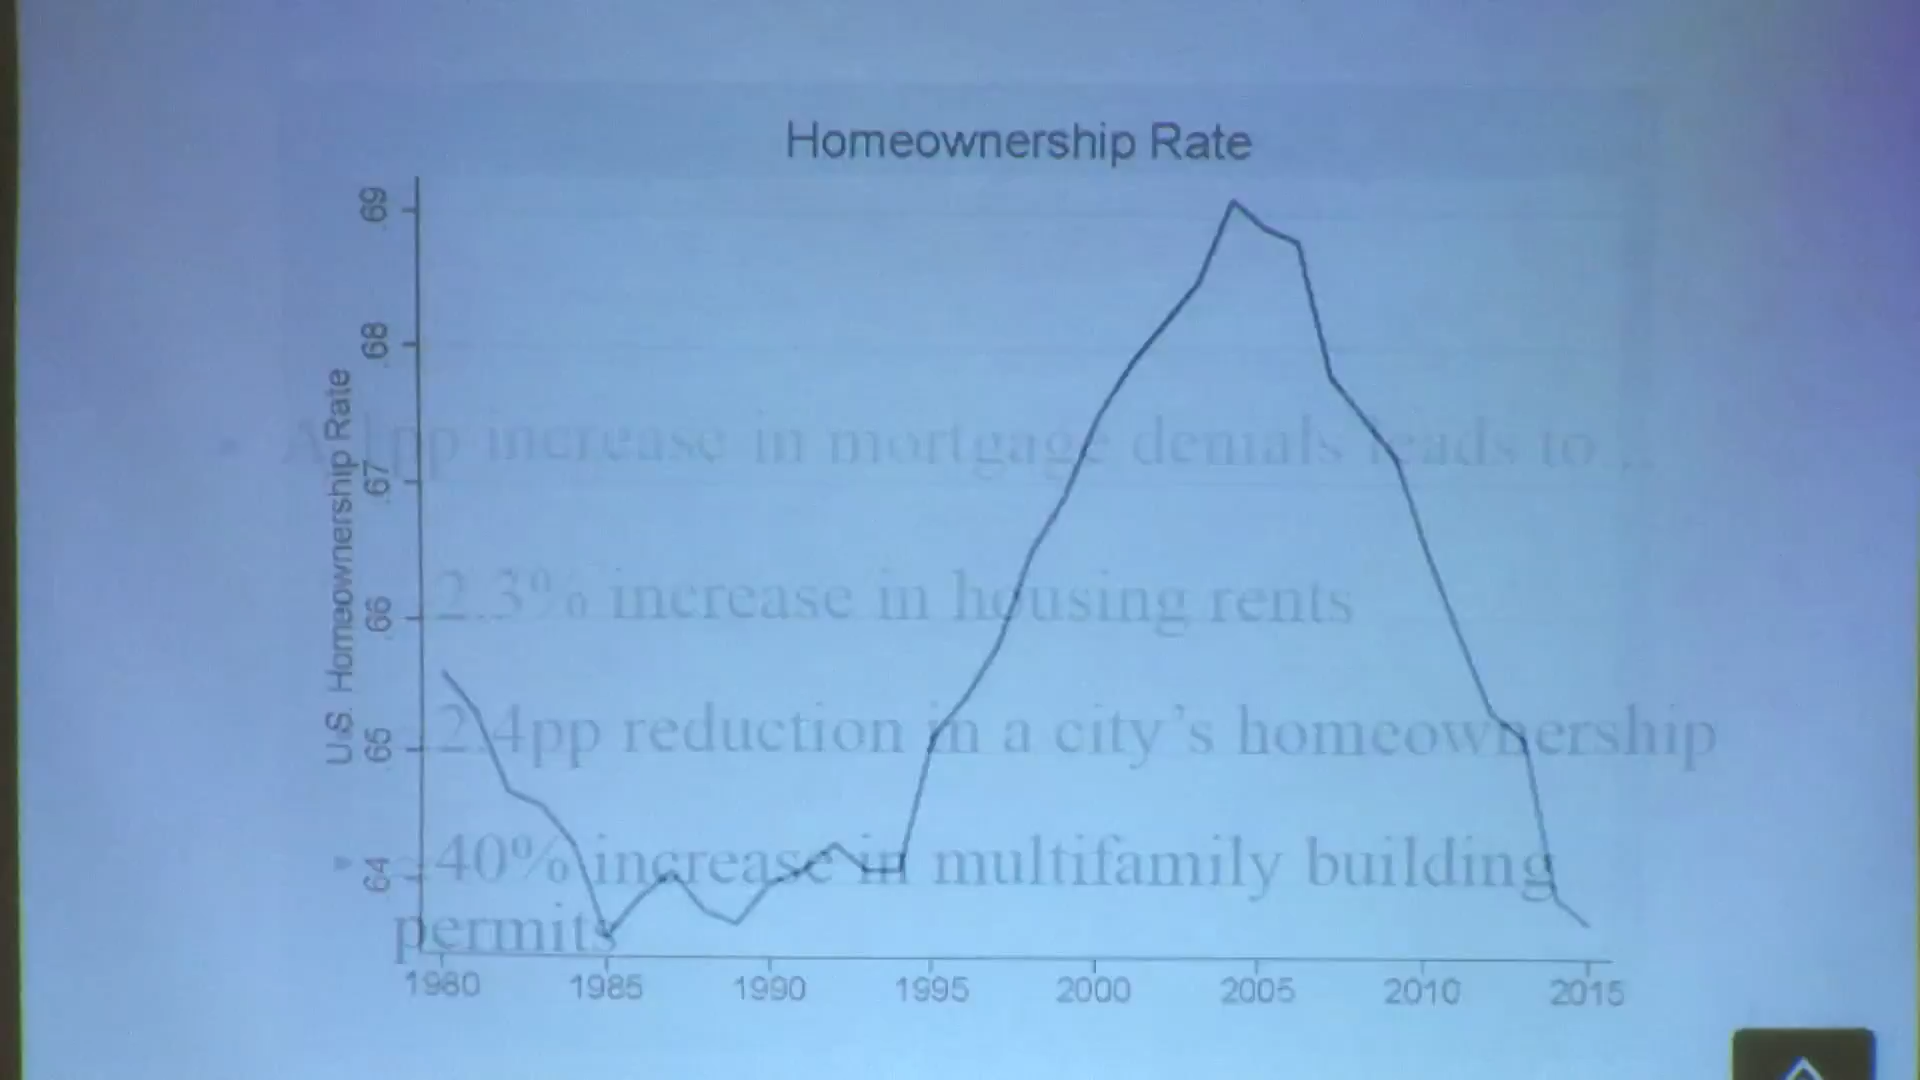 Homeownership Rate
U.S. Homeownership Rate
.69
.68
.67
.66
.65
.64
• A 1pp increase in mortgage denials leads to ..
2.3% increase in housing rents
2.4pp reduction in a city’s homeownership
• 40% increase in multifamily building
permits
1980 1985 1990 1995 2000 2005 2010 2015